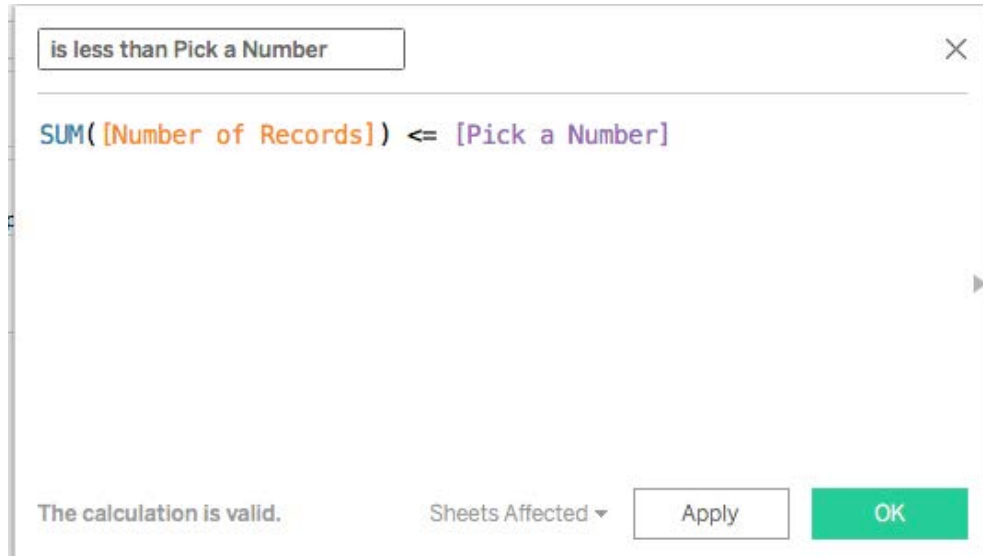 is less than Pick a Number
SUM([Number of Records]) <= [Pick a Number]
The calculation is valid.
Sheets Affected
Apply
OK